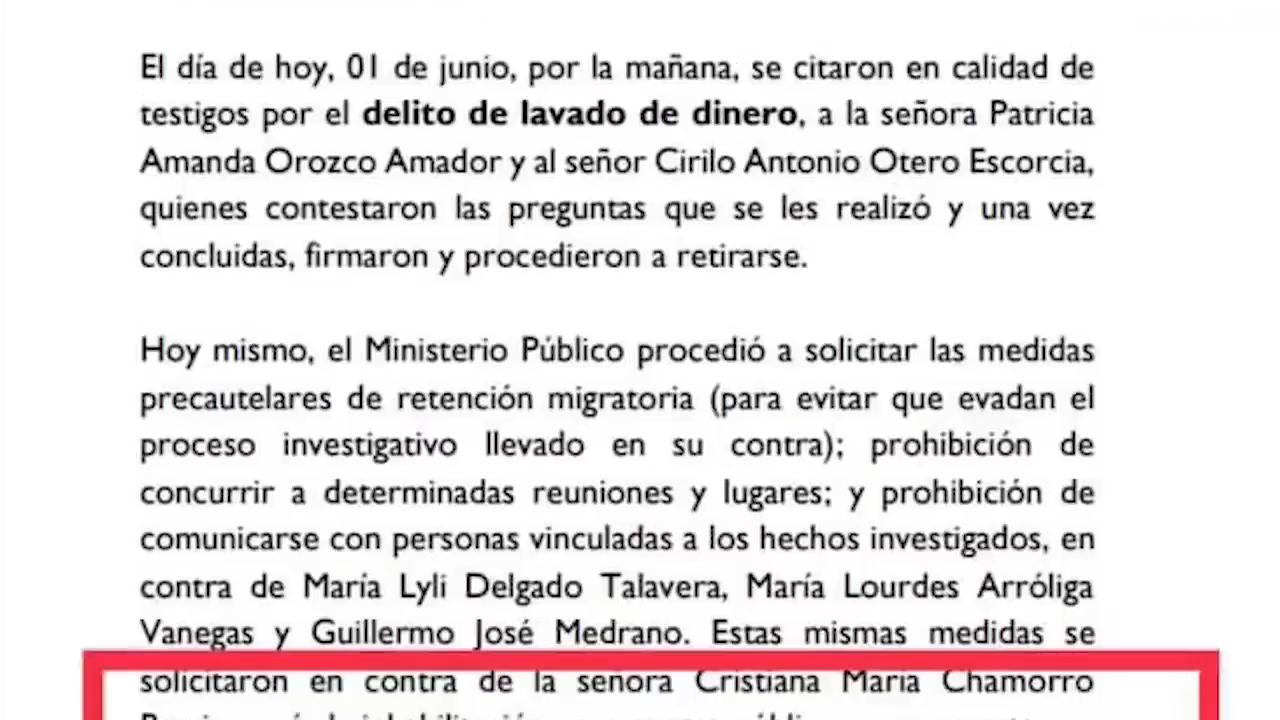 El día de hoy, 01 de junio, por la mañana, se citaron en calidad de
testigos por el delito de lavado de dinero, a la señora Patricia
Amanda Orozco Amador y al señor Cirilo Antonio Otero Escorcia,
quienes contestaron las preguntas que se les realizó y una vez
concluidas, firmaron y procedieron a retirarse.
Hoy mismo, el Ministerio Público procedió a solicitar las medidas
precautelares de retención migratoria (para evitar que evadan el
proceso investigativo llevado en su contra); prohibición de
concurrir a determinadas reuniones y lugares; y prohibición de
comunicarse con personas vinculadas a los hechos investigados, en
contra de María Lyli Delgado Talavera, María Lourdes Arróliga
Vanegas y Guillermo José Medrano. Estas mismas medidas se
solicitaron en contra de la señora Cristiana María Chamorro